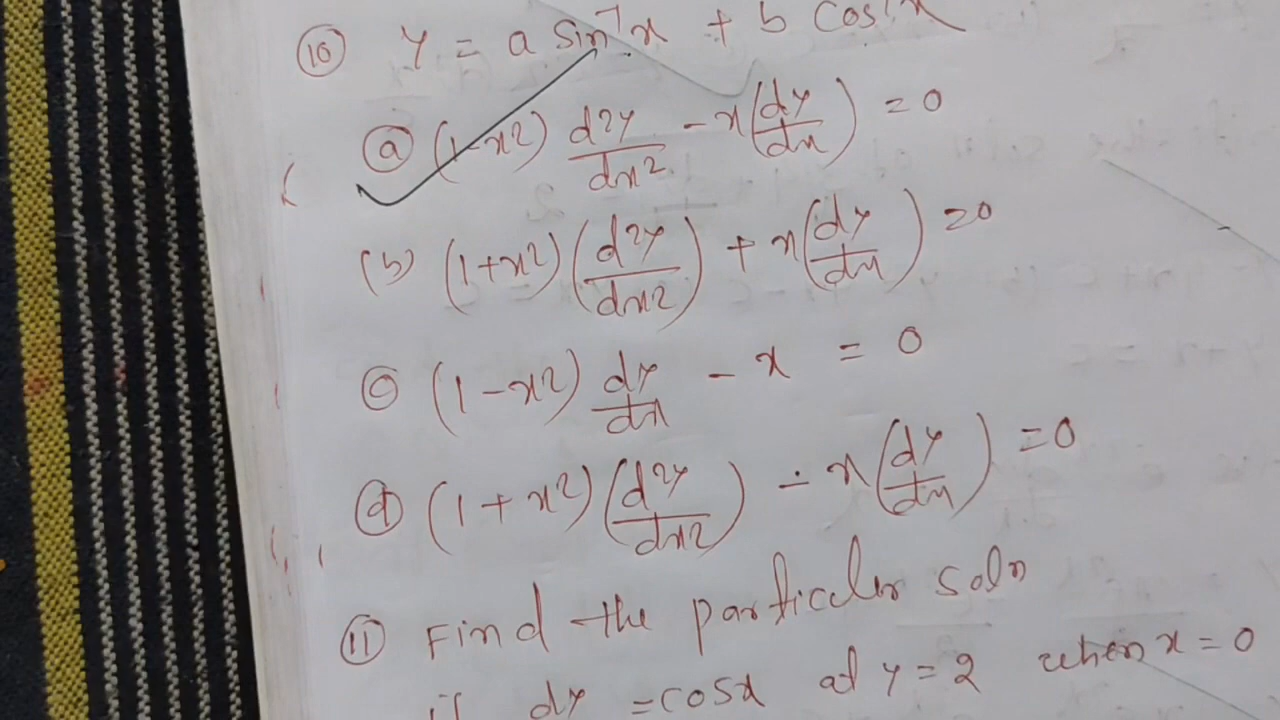 ⑩ y = a sin⁻¹x + b cos⁻¹x
ⓐ (1-x²) d²y/dx² - x(dy/dx) = 0
(b) (1+x²)(d²y/dx²) + x(dy/dx) = 0
ⓒ (1-x²) dy/dx - x = 0
ⓓ (1+x²)(d²y/dx²) - x(dy/dx) = 0
⑪ Find the particular soln
if dy = cosx at y = 2 when x = 0